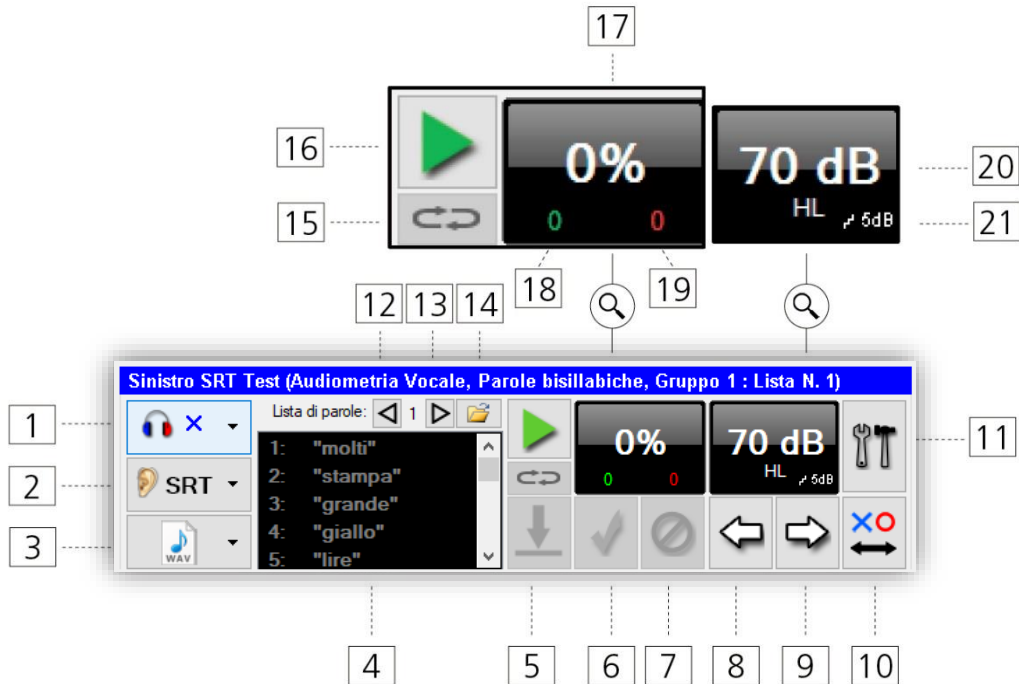 17
16
0%
70 dB
20
HL
5dB
15
0
0
21
18
19
12
13
14
Sinistro SRT Test (Audiometria Vocale, Parole bisillabiche, Gruppo 1 : Lista N. 1)
1
Lista di parole:
1
0%
70 dB
11
1: "molti"
HL
5dB
0
0
2
SRT
2: "stampa"
3: "grande"
4: "giallo"
3
WAV
5: "lire"
4
5
6
7
8
9
10